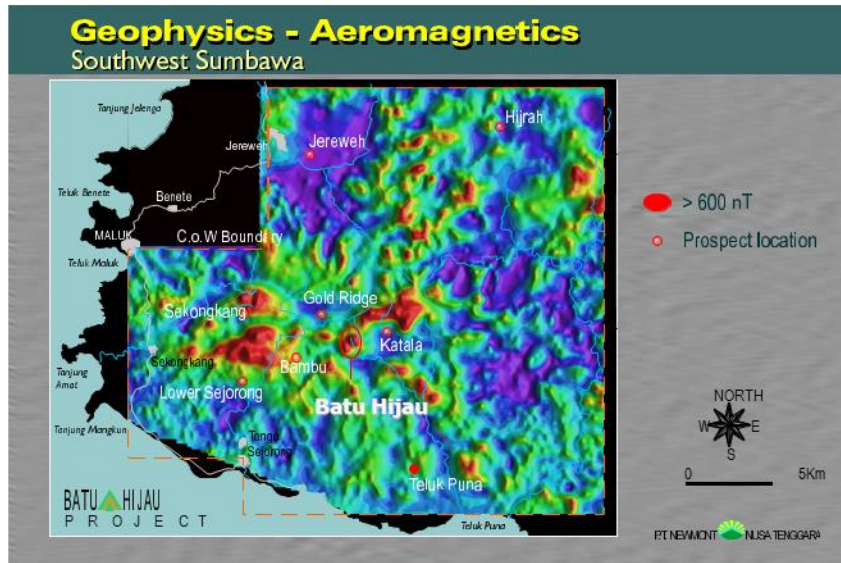 Geophysics - Aeromagnetics
Southwest Sumbawa
Tanjung Jelenga
Hijrah
Jereweh
Jereweh
Teluk Benete
Benete
> 600 nT
MALUK
C.o.W Boundary
Prospect location
Teluk Maluk
Sekongkang
Gold Ridge
Katala
Sekongkang
Bambu
Tanjung
Amat
Lower Sejorong
Batu Hijau
NORTH
W E
S
Tanjung Mangkun
Tongo
Sejorong
0 5Km
Teluk Puna
BATU HIJAU
PROJECT
Teluk Puna
P.T. NEWMONT NUSA TENGGARA